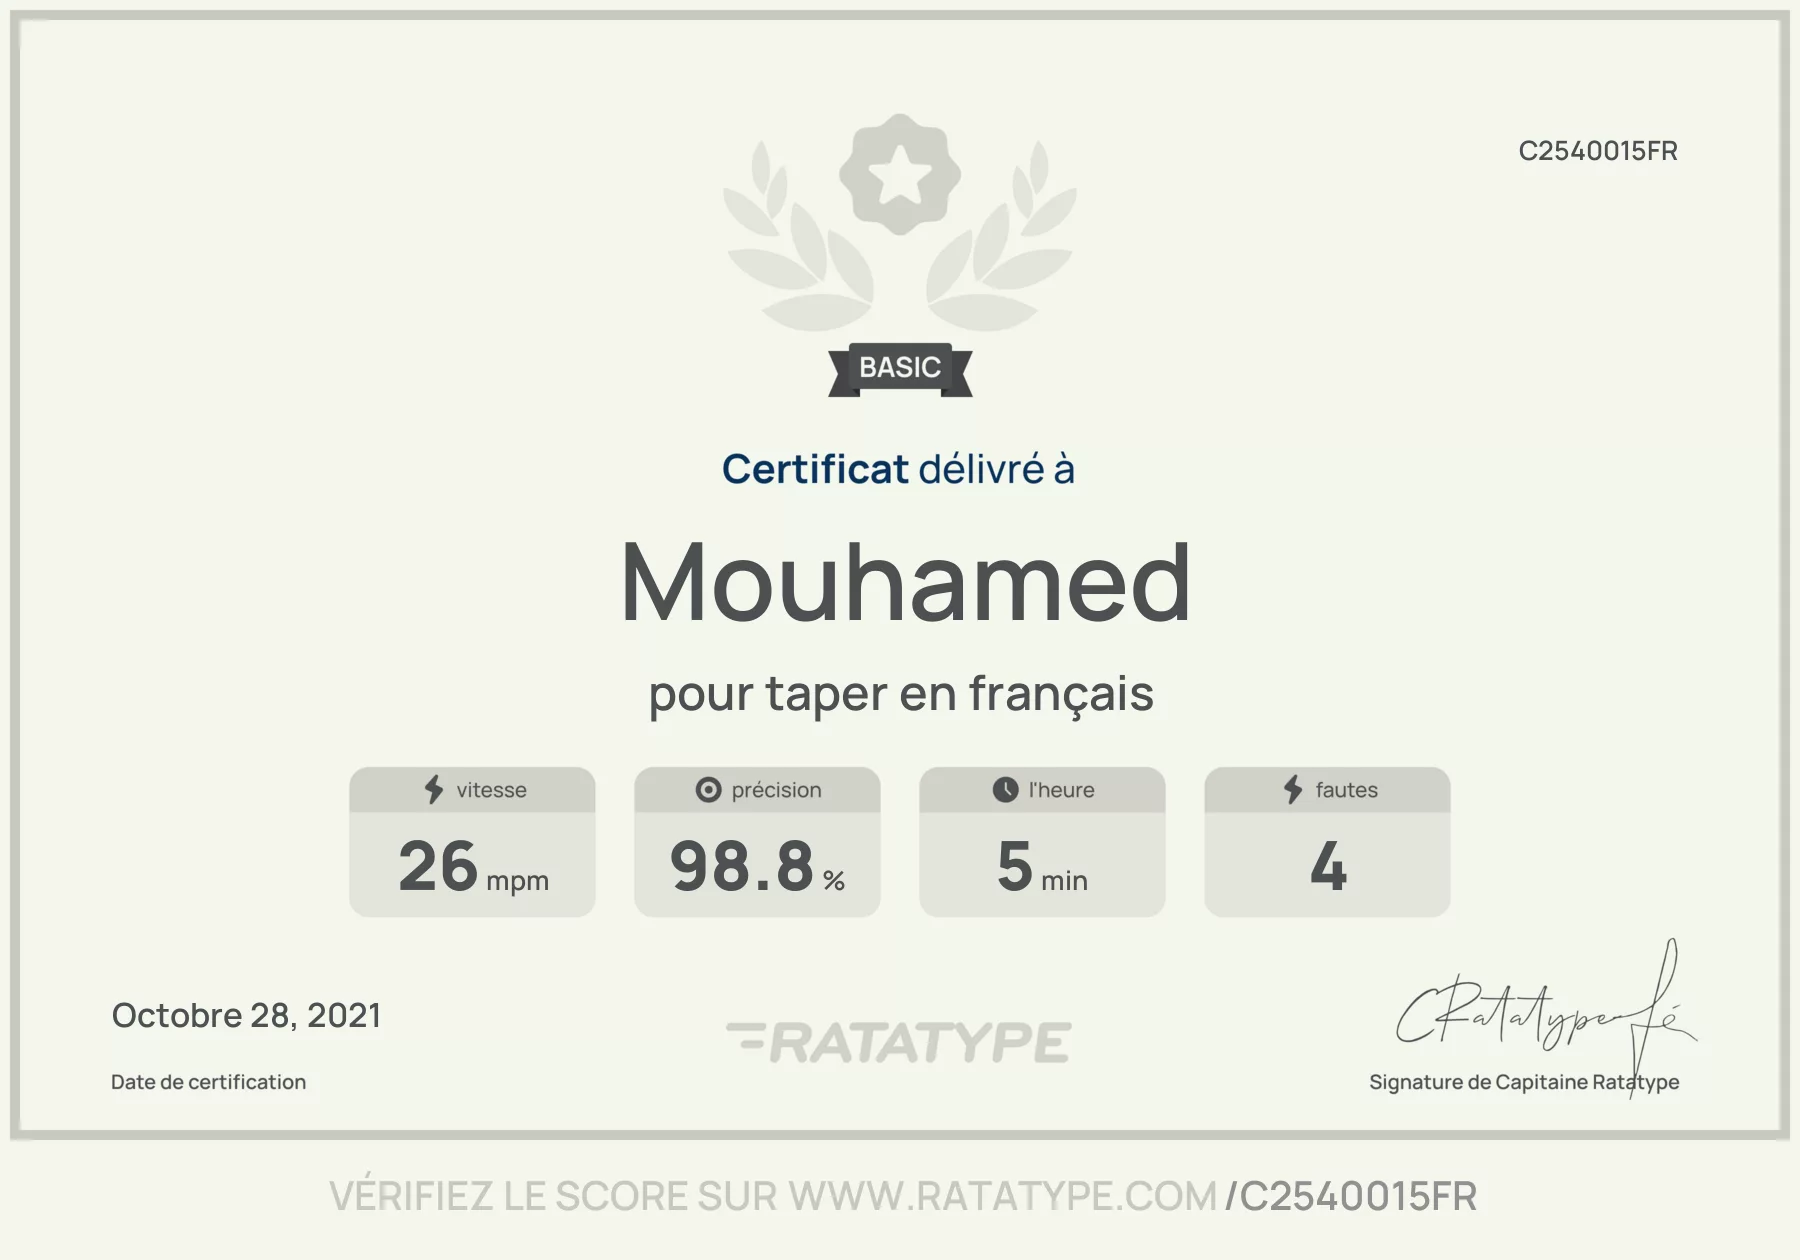 C2540015FR
BASIC
Certificat délivré à
Mouhamed
pour taper en français
vitesse
26 mpm
précision
98.8 %
l'heure
5 min
fautes
4
Octobre 28, 2021
Date de certification
RATATYPE
CRatatype fé
Signature de Capitaine Ratatype
VÉRIFIEZ LE SCORE SUR WWW.RATATYPE.COM/C2540015FR